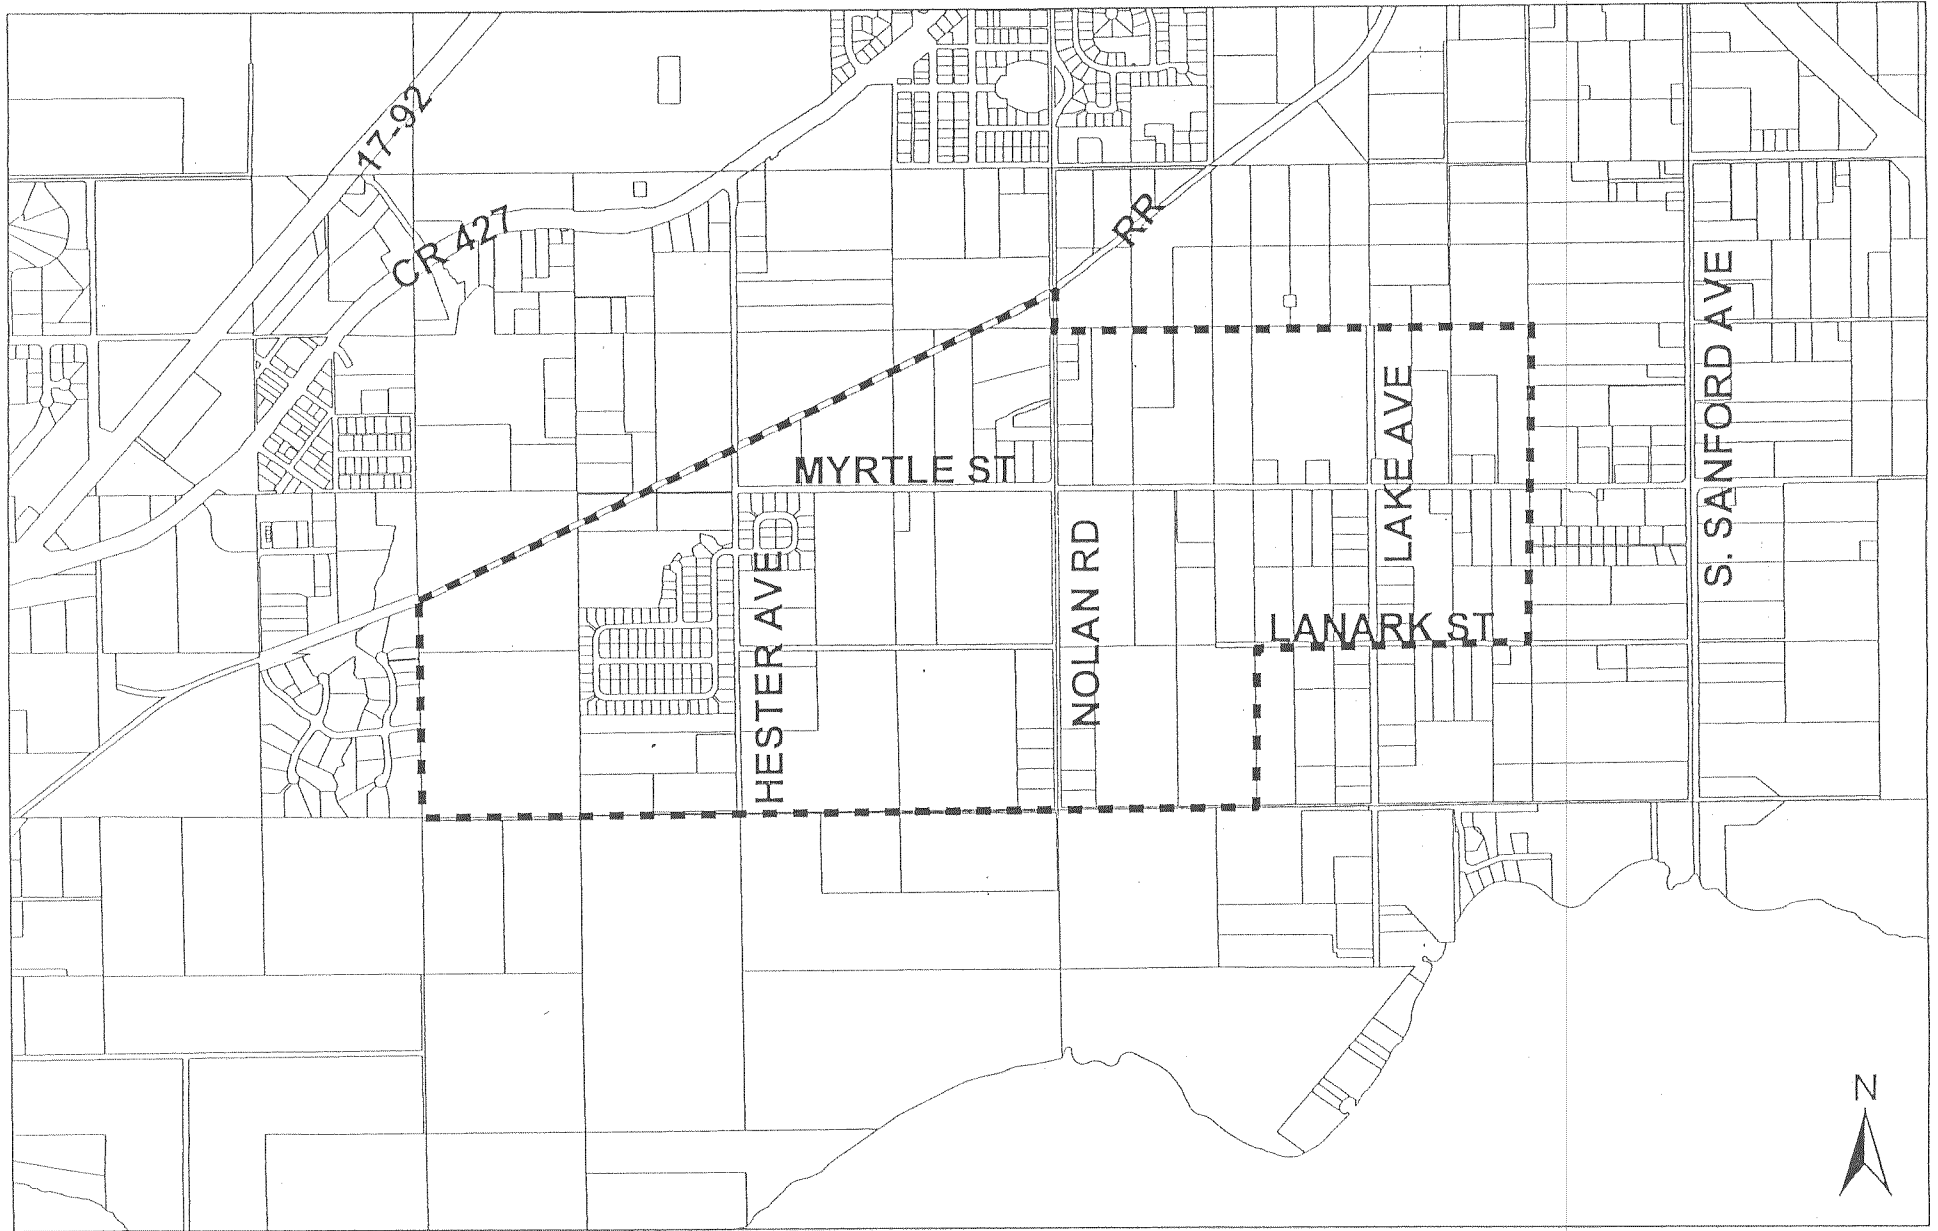 17-92
CR 427
RR
S. SANFORD AVE
LAKE AVE
MYRTLE ST
NOLAN RD
HESTER AVE
LANARK ST
N